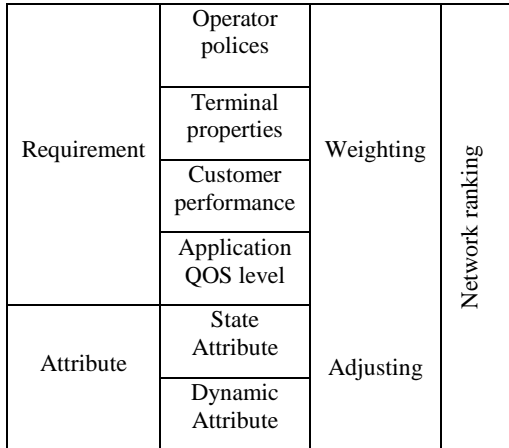 Requirement
Operator
polices
Terminal
properties
Customer
performance
Application
QOS level
Weighting
Network ranking
Attribute
State
Attribute
Dynamic
Attribute
Adjusting